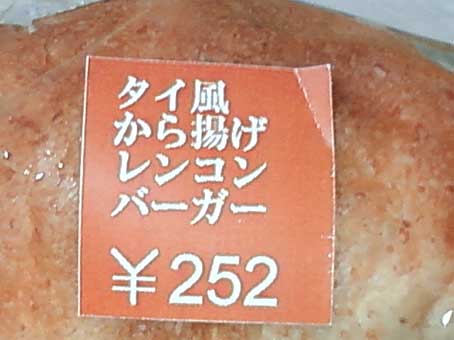 タイ風
から揚げ
レンコン
バーガー
￥252